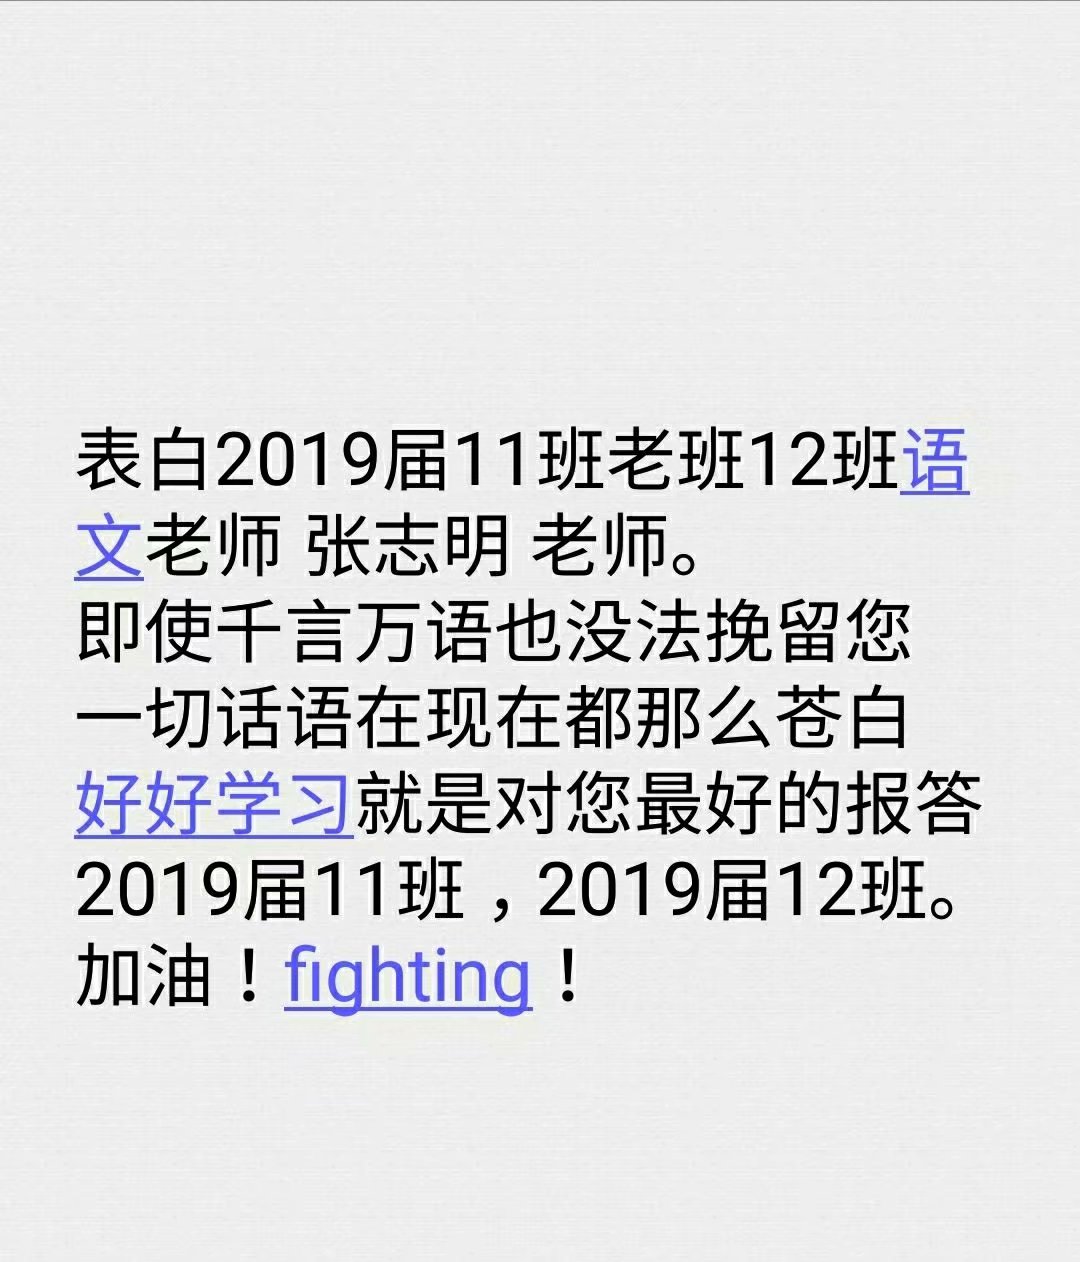 表白2019届11班老班12班语
文老师 张志明 老师。
即使千言万语也没法挽留您
一切话语在现在都那么苍白
好好学习就是对您最好的报答
2019届11班，2019届12班。
加油！fighting！